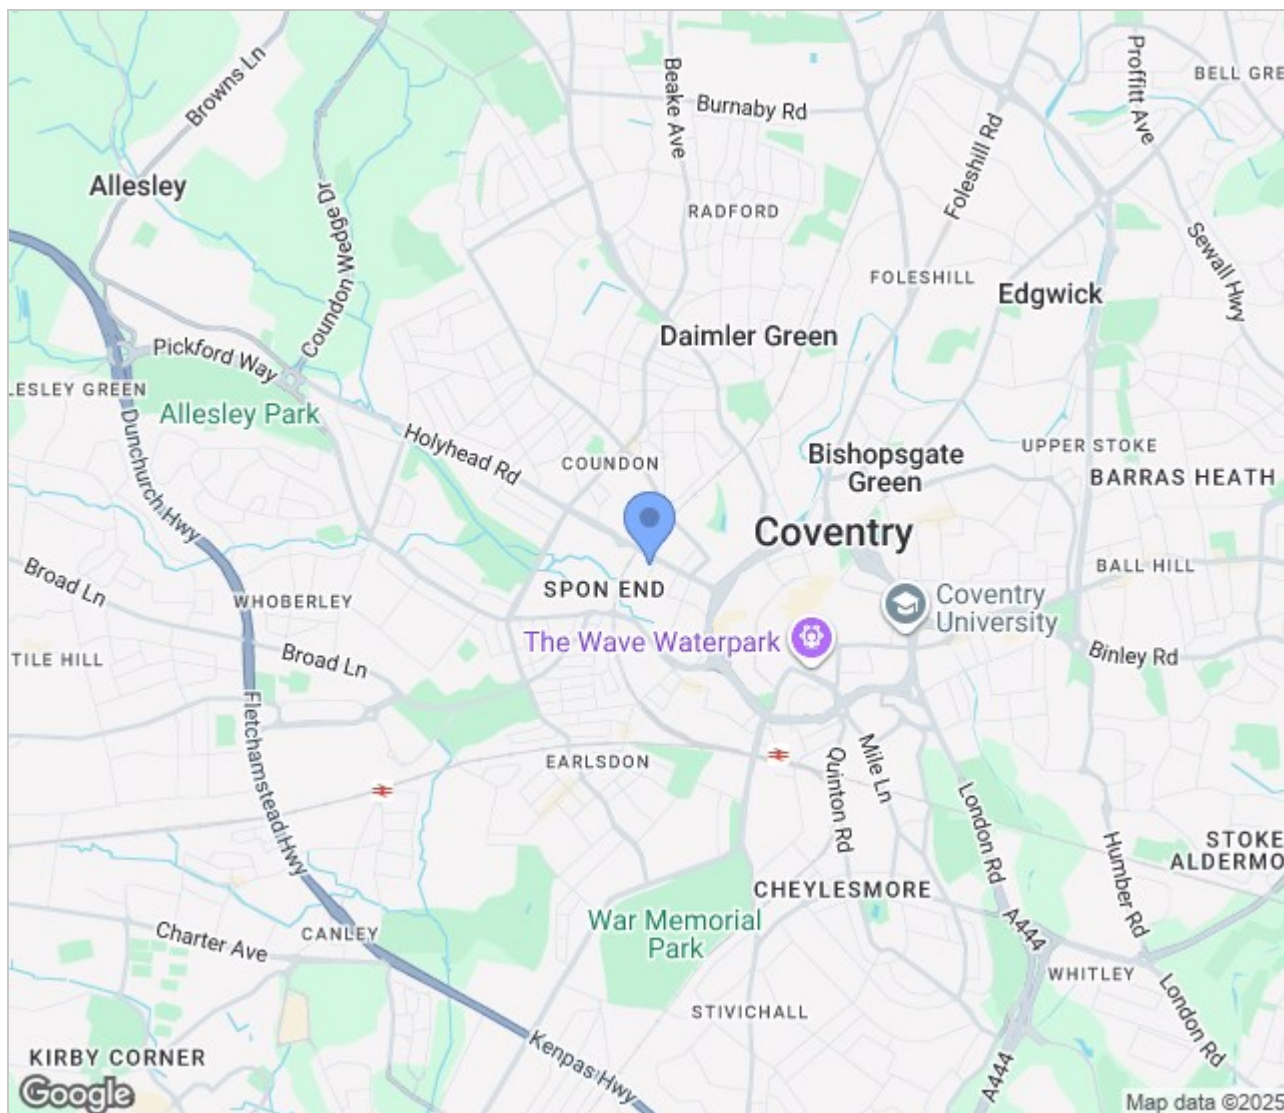 Browns Ln
Beake Ave
Burnaby Rd
Proffitt Ave
BELL GRE
Foleshill Rd
Allesley
Coundon Wedge Dr
RADFORD
Sewall Hwy
FOLESHILL
Edgwick
Daimler Green
Pickford Way
LESLEY GREEN
Allesley Park
Dunchurch Hwy
Holyhead Rd
COUNDON
Bishopsgate
Green
UPPER STOKE
BARRAS HEATH
Coventry
Broad Ln
WHOBERLEY
SPON END
BALL HILL
Coventry
University
The Wave Waterpark
Binley Rd
TILE HILL
Broad Ln
Fletchamstead Hwy
EARLSDON
Quinton Rd
Mile Ln
London Rd
Humber Rd
STOKE
ALDERMO
CHEYLESMORE
War Memorial
Park
A444
Charter Ave
CANLEY
WHITLEY
London Rd
STIVICHALL
KIRBY CORNER
Kenpas Hwy
A444
Google
Map data ©2025